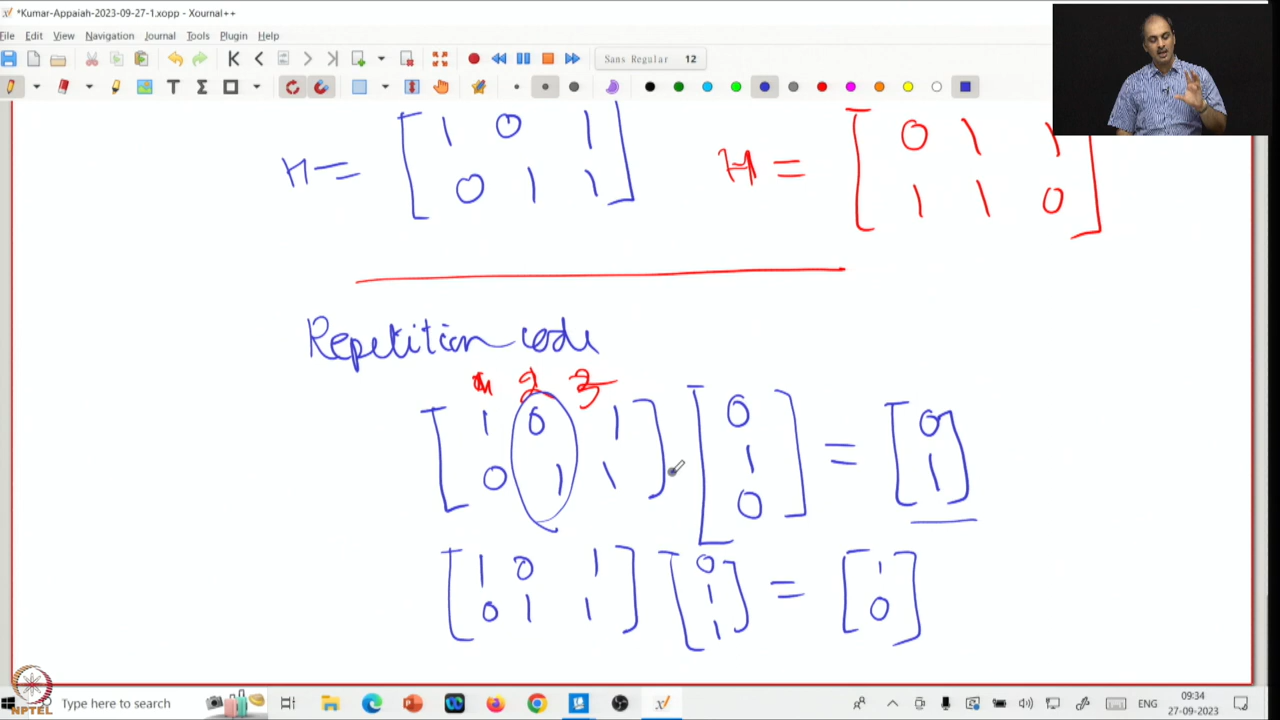 *Kumar-Appaiah-2023-09-27-1.xopp - Xournal++
File Edit View Navigation Journal Tools Plugin Help
Sans Regular 12
H = [ 1 0 1
0 1 1 ]
H = [ 0 1 1
1 1 0 ]
Repetition code
1 2 3
[ 1 0 1
0 1 1 ] [ 0
1
0 ] = [ 0
1 ]
[ 1 0 1
0 1 1 ] [ 0
1
1 ] = [ 1
0 ]
NPTEL
Type here to search
ENG
09:34
27-09-2023